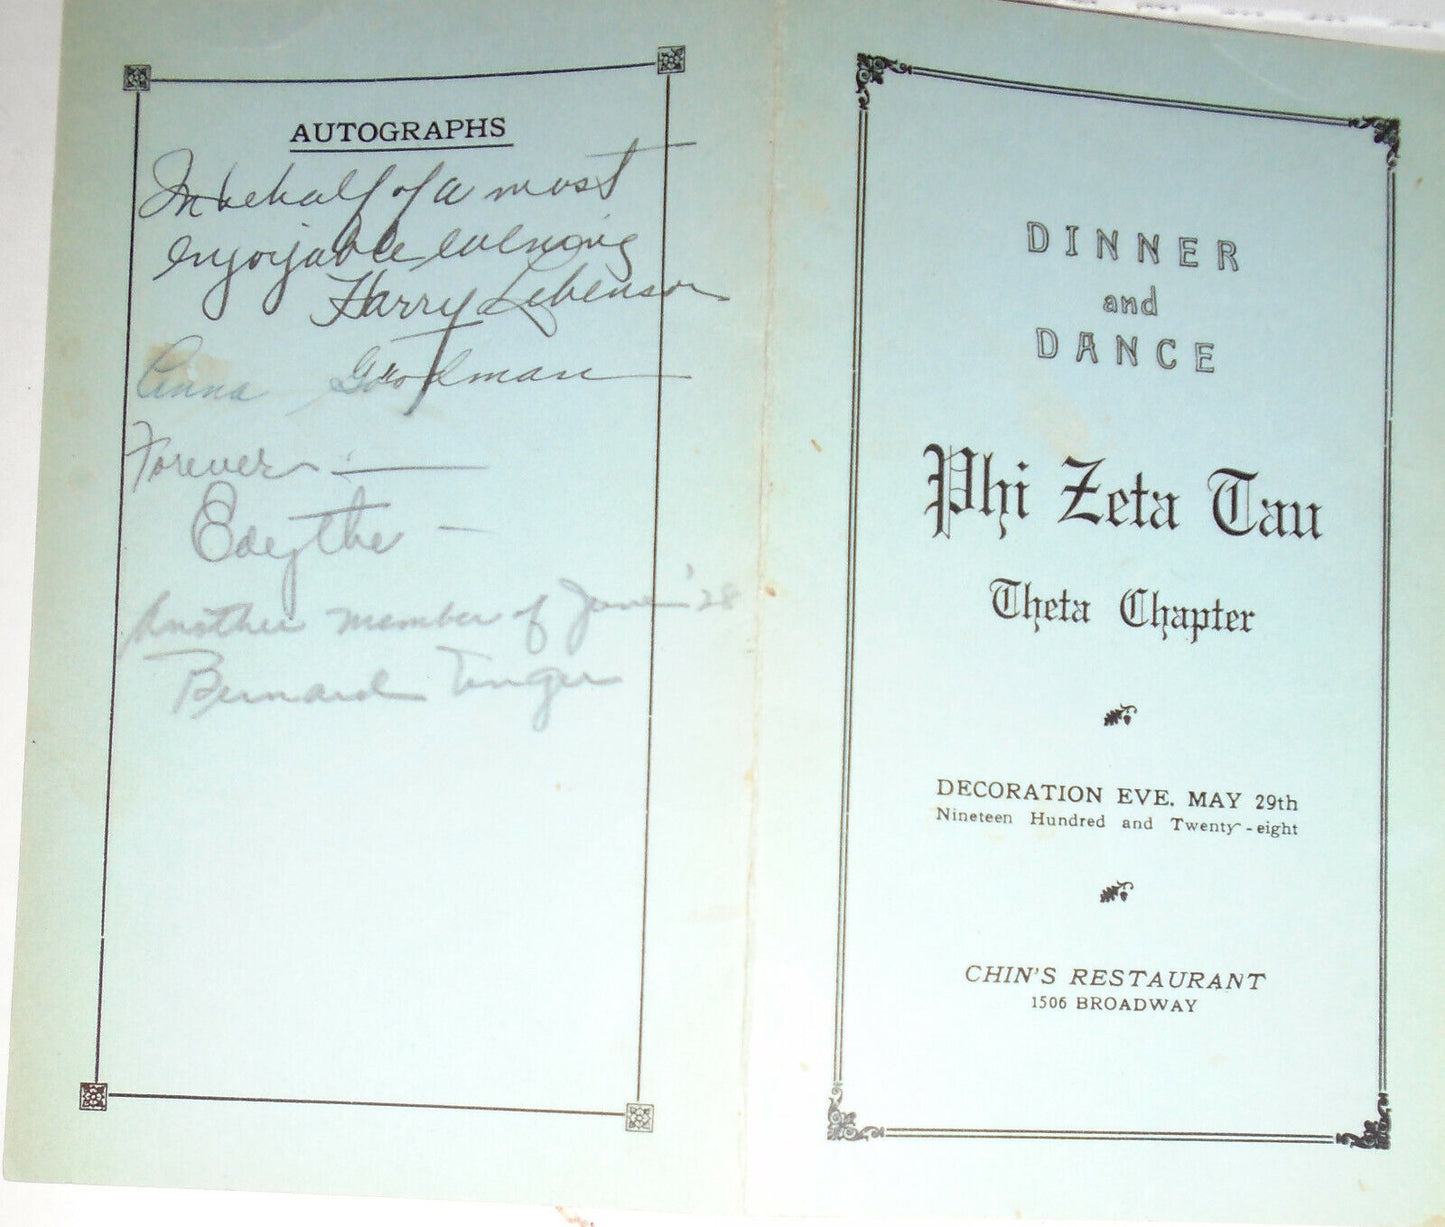 AUTOGRAPHS
In behalf of a most
enjoyable evening
Harry Lebenson
Anna Goodman
Forever —
Edythe —
Another member of June '28
Bernard
DINNER
and
DANCE
Phi Zeta Tau
Theta Chapter
DECORATION EVE. MAY 29th
Nineteen Hundred and Twenty-eight
CHIN'S RESTAURANT
1506 BROADWAY